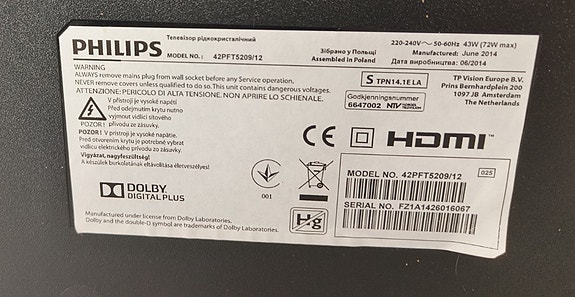 Телевізор рідкокристалічний
PHILIPS MODEL NO.: 42PFT5209/12
Зібрано у Польщі
Assembled in Poland
220-240V ~ 50-60Hz 43W (72W max)
Manufactured: June 2014
Дата виробництва: 06/2014
WARNING
ALWAYS remove mains plug from wall socket before any Service operation.
NEVER remove covers unless qualified to do so. This unit contains dangerous voltages.
ATTENZIONE: PERICOLO DI ALTA TENSIONE. NON APRIRE LO SCHIENALE.
S TPN14.1E LA
Godkjenningsnummer
6647002 NTV
TP Vision Europe B.V.
Prins Bernhardplein 200
1097 JB Amsterdam
The Netherlands
V přístroji je vysoké napětí
Před odejmutím krytu nutno
vyjmout vidlici síťového
POZOR! přívodu ze zásuvky.
POZOR! V prístroji je vysoké napätie.
Pred otvorením krytu je potrebné vybrať
vidlicu elektrického prívodu zo zásuvky.
Vigyázat, nagyfeszültség!
A készülék burkolatának eltávolítása életveszélyes!
CE HDMI
001
DOLBY
DIGITAL PLUS
Hg
MODEL NO. 42PFT5209/12
025
SERIAL NO. FZ1A1426016067
Manufactured under license from Dolby Laboratories.
Dolby and the double-D symbol are trademarks of Dolby Laboratories.